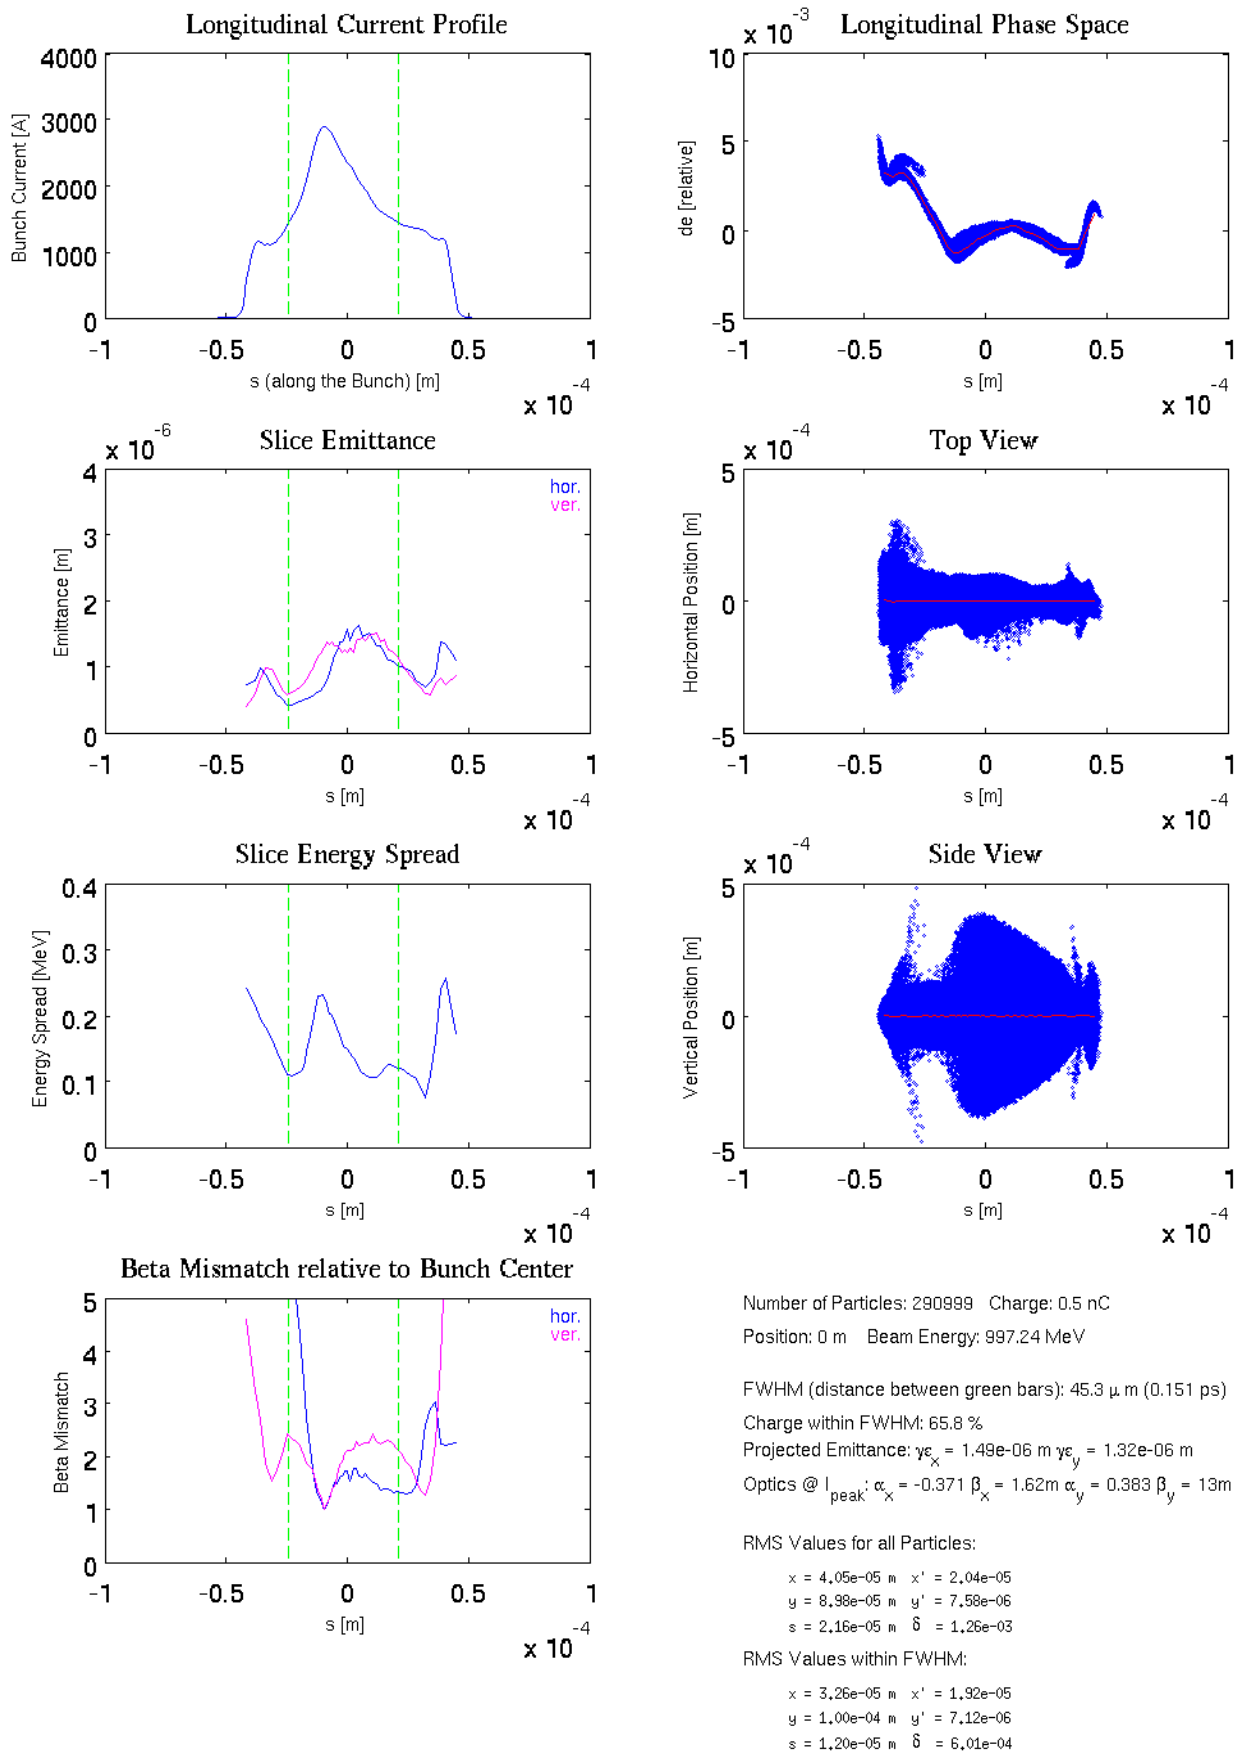 Longitudinal Current Profile
4000
3000
2000
1000
0
Bunch Current [A]
-1 -0.5 0 0.5 1
s (along the Bunch) [m]
x 10^-4
Longitudinal Phase Space
x 10^-3
10
5
0
-5
de [relative]
-1 -0.5 0 0.5 1
s [m]
x 10^-4
Slice Emittance
x 10^-6
4
3
2
1
0
Emittance [m]
hor.
ver.
-1 -0.5 0 0.5 1
s [m]
x 10^-4
Top View
x 10^-4
5
0
-5
Horizontal Position [m]
-1 -0.5 0 0.5 1
s [m]
x 10^-4
Slice Energy Spread
0.4
0.3
0.2
0.1
0
Energy Spread [MeV]
-1 -0.5 0 0.5 1
s [m]
x 10^-4
Side View
x 10^-4
5
0
-5
Vertical Position [m]
-1 -0.5 0 0.5 1
s [m]
x 10^-4
Beta Mismatch relative to Bunch Center
5
4
3
2
1
0
Beta Mismatch
hor.
ver.
-1 -0.5 0 0.5 1
s [m]
x 10^-4
Number of Particles: 290999 Charge: 0.5 nC
Position: 0 m Beam Energy: 997.24 MeV
FWHM (distance between green bars): 45.3 μ m (0.151 ps)
Charge within FWHM: 65.8 %
Projected Emittance: γε_x = 1.49e-06 m γε_y = 1.32e-06 m
Optics @ I_peak: α_x = -0.371 β_x = 1.62m α_y = 0.383 β_y = 13m
RMS Values for all Particles:
x = 4.05e-05 m x' = 2.04e-05
y = 8.98e-05 m y' = 7.58e-06
s = 2.16e-05 m δ = 1.26e-03
RMS Values within FWHM:
x = 3.26e-05 m x' = 1.92e-05
y = 1.00e-04 m y' = 7.12e-06
s = 1.20e-05 m δ = 6.01e-04